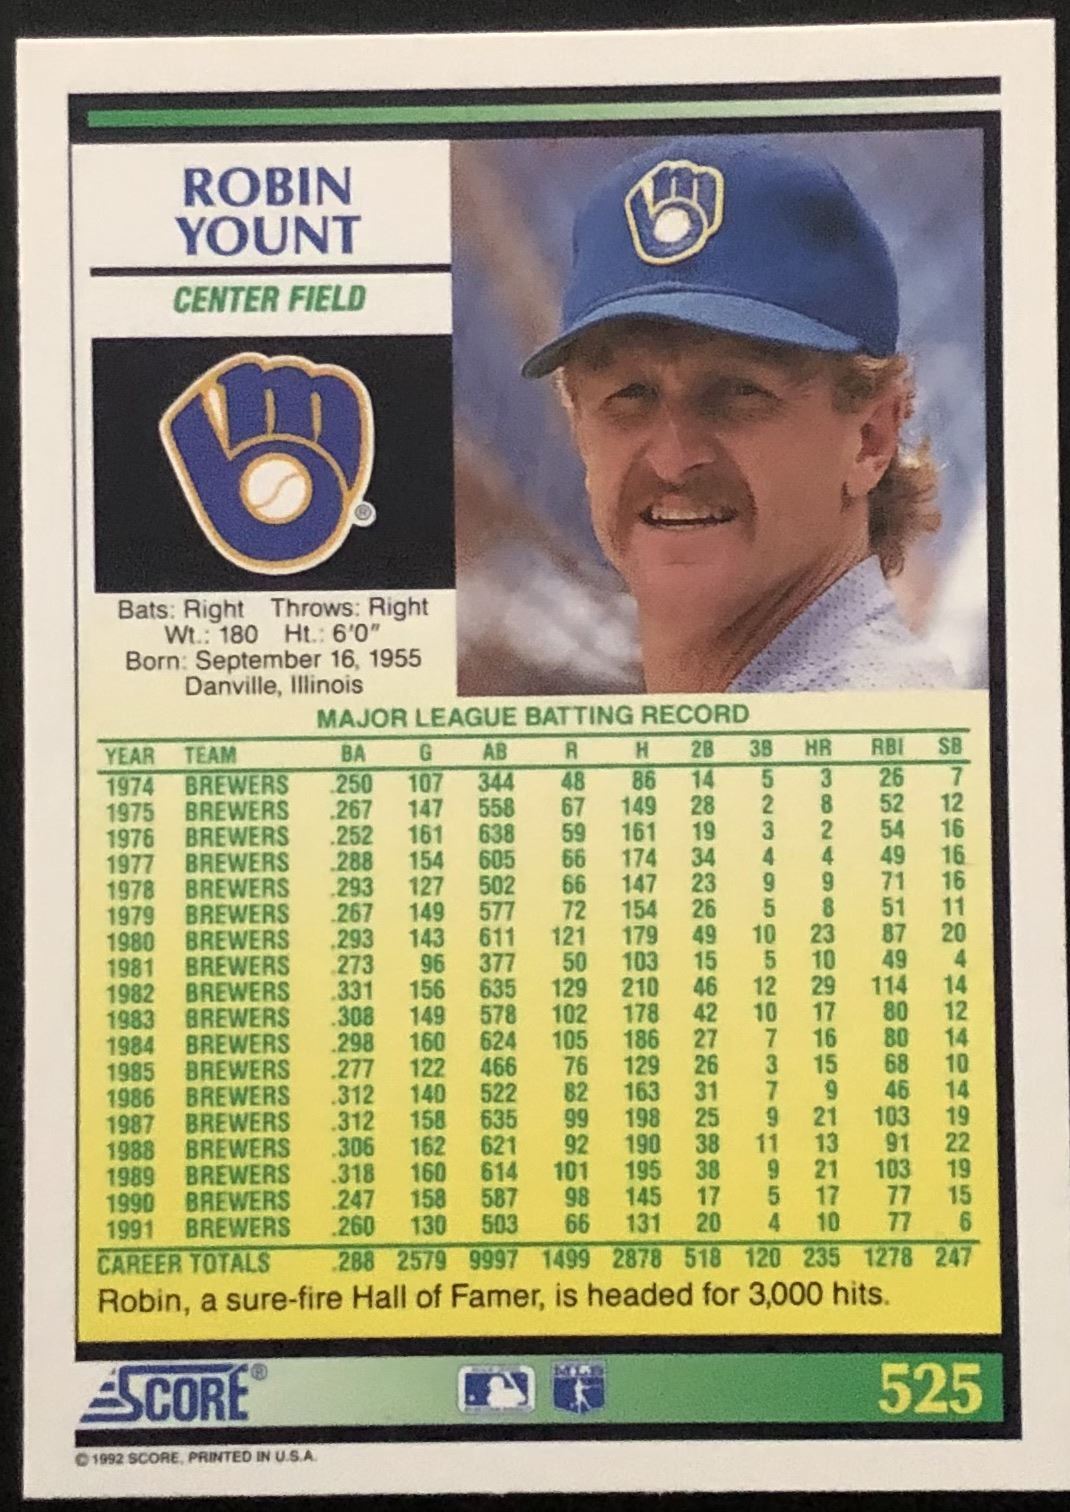 ROBIN
YOUNT
CENTER FIELD
®
Bats: Right Throws: Right
Wt.: 180 Ht.: 6'0"
Born: September 16, 1955
Danville, Illinois
MAJOR LEAGUE BATTING RECORD
YEAR TEAM BA G AB R H 2B 3B HR RBI SB
1974 BREWERS .250 107 344 48 86 14 5 3 26 7
1975 BREWERS .267 147 558 67 149 28 2 8 52 12
1976 BREWERS .252 161 638 59 161 19 3 2 54 16
1977 BREWERS .288 154 605 66 174 34 4 4 49 16
1978 BREWERS .293 127 502 66 147 23 9 9 71 16
1979 BREWERS .267 149 577 72 154 26 5 8 51 11
1980 BREWERS .293 143 611 121 179 49 10 23 87 20
1981 BREWERS .273 96 377 50 103 15 5 10 49 4
1982 BREWERS .331 156 635 129 210 46 12 29 114 14
1983 BREWERS .308 149 578 102 178 42 10 17 80 12
1984 BREWERS .298 160 624 105 186 27 7 16 80 14
1985 BREWERS .277 122 466 76 129 26 3 15 68 10
1986 BREWERS .312 140 522 82 163 31 7 9 46 14
1987 BREWERS .312 158 635 99 198 25 9 21 103 19
1988 BREWERS .306 162 621 92 190 38 11 13 91 22
1989 BREWERS .318 160 614 101 195 38 9 21 103 19
1990 BREWERS .247 158 587 98 145 17 5 17 77 15
1991 BREWERS .260 130 503 66 131 20 4 10 77 6
CAREER TOTALS .288 2579 9997 1499 2878 518 120 235 1278 247
Robin, a sure-fire Hall of Famer, is headed for 3,000 hits.
SCORE® MLB 525
© 1992 SCORE, PRINTED IN U.S.A.